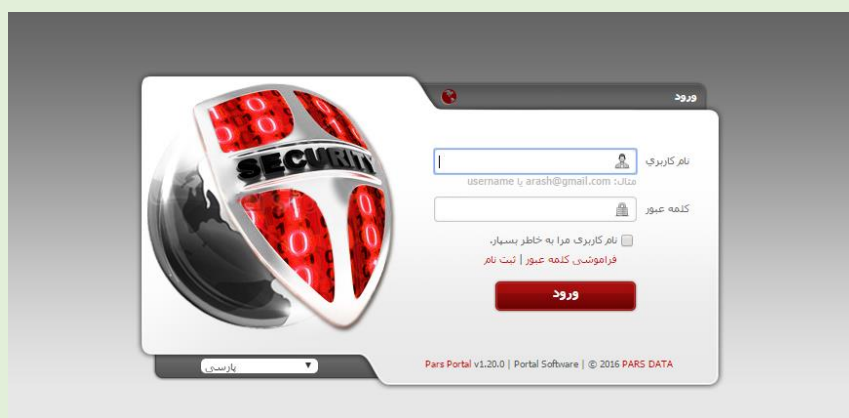 ورود
SECURITY
نام کاربري
مثال: arash@gmail.com یا username
کلمه عبور
نام کاربری مرا به خاطر بسپار.
فراموشی کلمه عبور | ثبت نام
ورود
پارسی
Pars Portal v1.20.0 | Portal Software | © 2016 PARS DATA